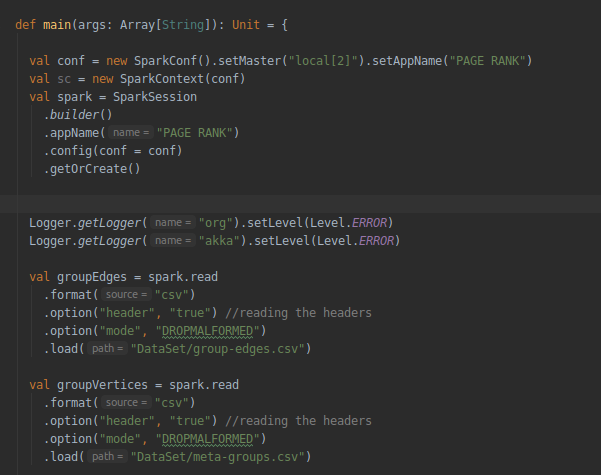 def main(args: Array[String]): Unit = {
val conf = new SparkConf().setMaster("local[2]").setAppName("PAGE RANK")
val sc = new SparkContext(conf)
val spark = SparkSession
.builder()
.appName( name = "PAGE RANK")
.config(conf = conf)
.getOrCreate()
Logger.getLogger( name = "org").setLevel(Level.ERROR)
Logger.getLogger( name = "akka").setLevel(Level.ERROR)
val groupEdges = spark.read
.format( source = "csv")
.option("header", "true") //reading the headers
.option("mode", "DROPMALFORMED")
.load( path = "DataSet/group-edges.csv")
val groupVertices = spark.read
.format( source = "csv")
.option("header", "true") //reading the headers
.option("mode", "DROPMALFORMED")
.load( path = "DataSet/meta-groups.csv")